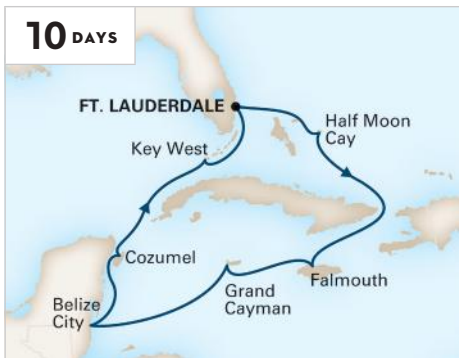 10 DAYS
FT. LAUDERDALE
Half Moon
Cay
Key West
Cozumel
Belize
City
Grand
Cayman
Falmouth